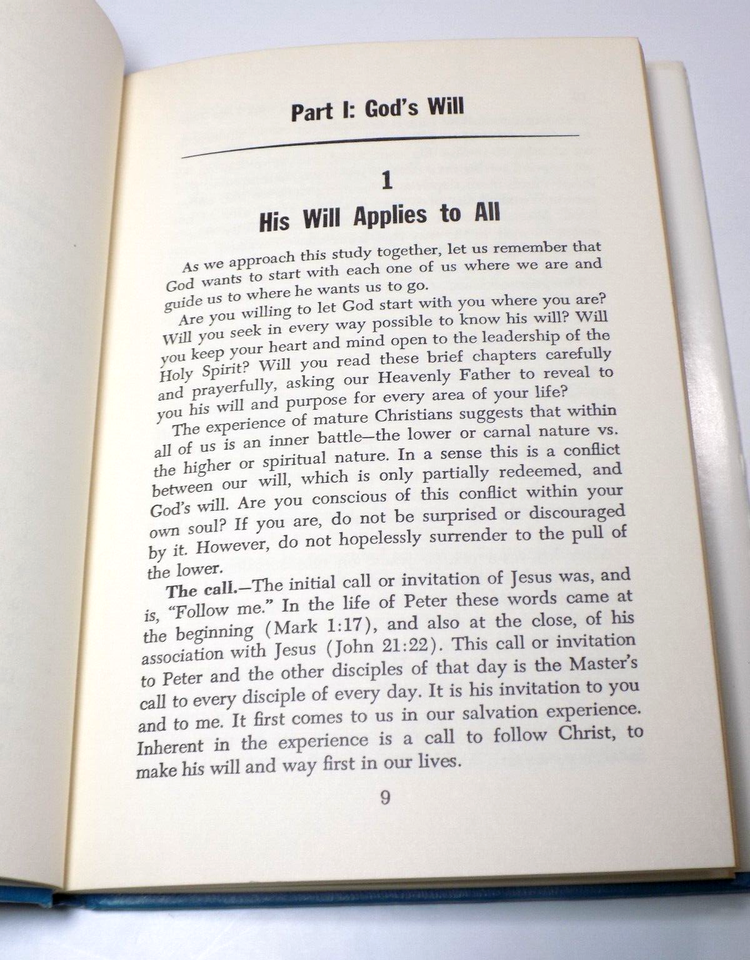 Part I: God's Will
1
His Will Applies to All
As we approach this study together, let us remember that
God wants to start with each one of us where we are and
guide us to where he wants us to go.
Are you willing to let God start with you where you are?
Will you seek in every way possible to know his will? Will
you keep your heart and mind open to the leadership of the
Holy Spirit? Will you read these brief chapters carefully
and prayerfully, asking our Heavenly Father to reveal to
you his will and purpose for every area of your life?
The experience of mature Christians suggests that within
all of us is an inner battle—the lower or carnal nature vs.
the higher or spiritual nature. In a sense this is a conflict
between our will, which is only partially redeemed, and
God's will. Are you conscious of this conflict within your
own soul? If you are, do not be surprised or discouraged
by it. However, do not hopelessly surrender to the pull of
the lower.
The call.—The initial call or invitation of Jesus was, and
is, "Follow me." In the life of Peter these words came at
the beginning (Mark 1:17), and also at the close, of his
association with Jesus (John 21:22). This call or invitation
to Peter and the other disciples of that day is the Master's
call to every disciple of every day. It is his invitation to you
and to me. It first comes to us in our salvation experience.
Inherent in the experience is a call to follow Christ, to
make his will and way first in our lives.
9